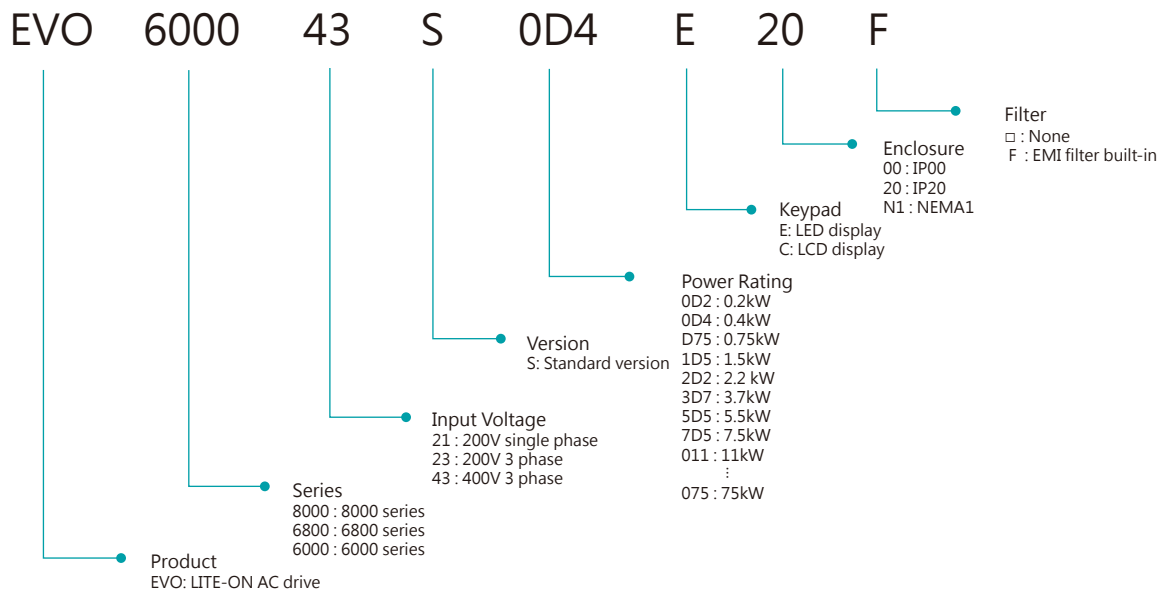 EVO 6000 43 S 0D4 E 20 F
Filter
□ : None
F : EMI filter built-in
Enclosure
00 : IP00
20 : IP20
N1 : NEMA1
Keypad
E: LED display
C: LCD display
Power Rating
0D2 : 0.2kW
0D4 : 0.4kW
D75 : 0.75kW
1D5 : 1.5kW
2D2 : 2.2 kW
3D7 : 3.7kW
5D5 : 5.5kW
7D5 : 7.5kW
011 : 11kW
⋮
075 : 75kW
Version
S: Standard version
Input Voltage
21 : 200V single phase
23 : 200V 3 phase
43 : 400V 3 phase
Series
8000 : 8000 series
6800 : 6800 series
6000 : 6000 series
Product
EVO: LITE-ON AC drive